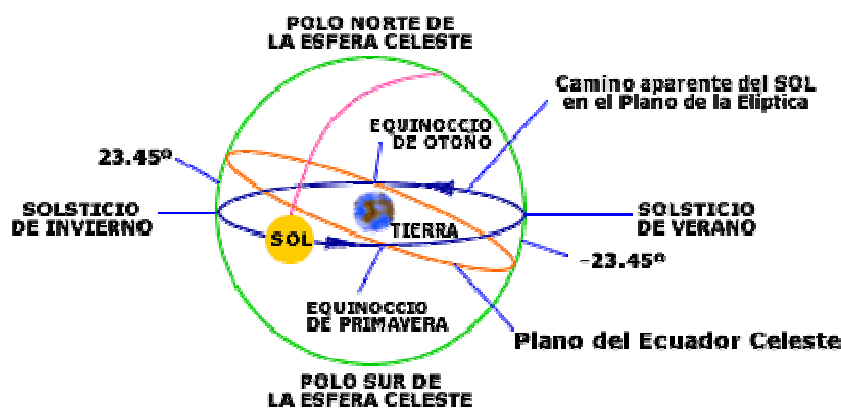 POLO NORTE DE
LA ESFERA CELESTE
Camino aparente del SOL
en el Plano de la Eliptica
EQUINOCCIO
DE OTOÑO
23.45º
SOLSTICIO
DE INVIERNO
SOL
TIERRA
SOLSTICIO
DE VERANO
-23.45º
EQUINOCCIO
DE PRIMAVERA
Plano del Ecuador Celeste
POLO SUR DE
LA ESFERA CELESTE